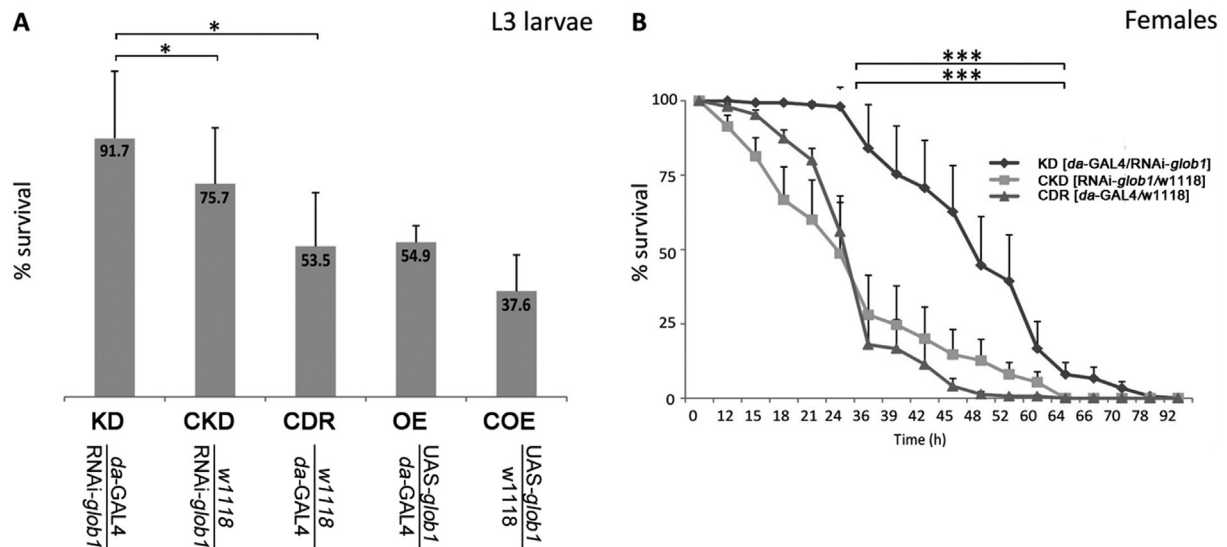 A
L3 larvae
*
*
% survival
91.7
75.7
53.5
54.9
37.6
KD
CKD
CDR
OE
COE
da-GAL4
RNAi-glob1
w1118
RNAi-glob1
w1118
da-GAL4
UAS-glob1
da-GAL4
UAS-glob1
w1118
B
Females
***
***
% survival
100
75
50
25
0
KD [da-GAL4/RNAi-glob1]
CKD [RNAi-glob1/w1118]
CDR [da-GAL4/w1118]
0 12 15 18 21 24 36 39 42 45 48 52 60 64 66 70 78 92
Time (h)